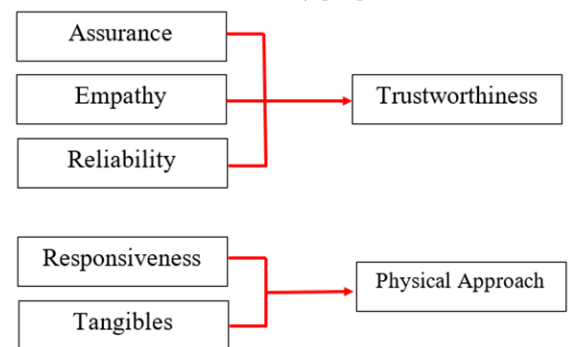 Assurance
Empathy
Trustworthiness
Reliability
Responsiveness
Physical Approach
Tangibles